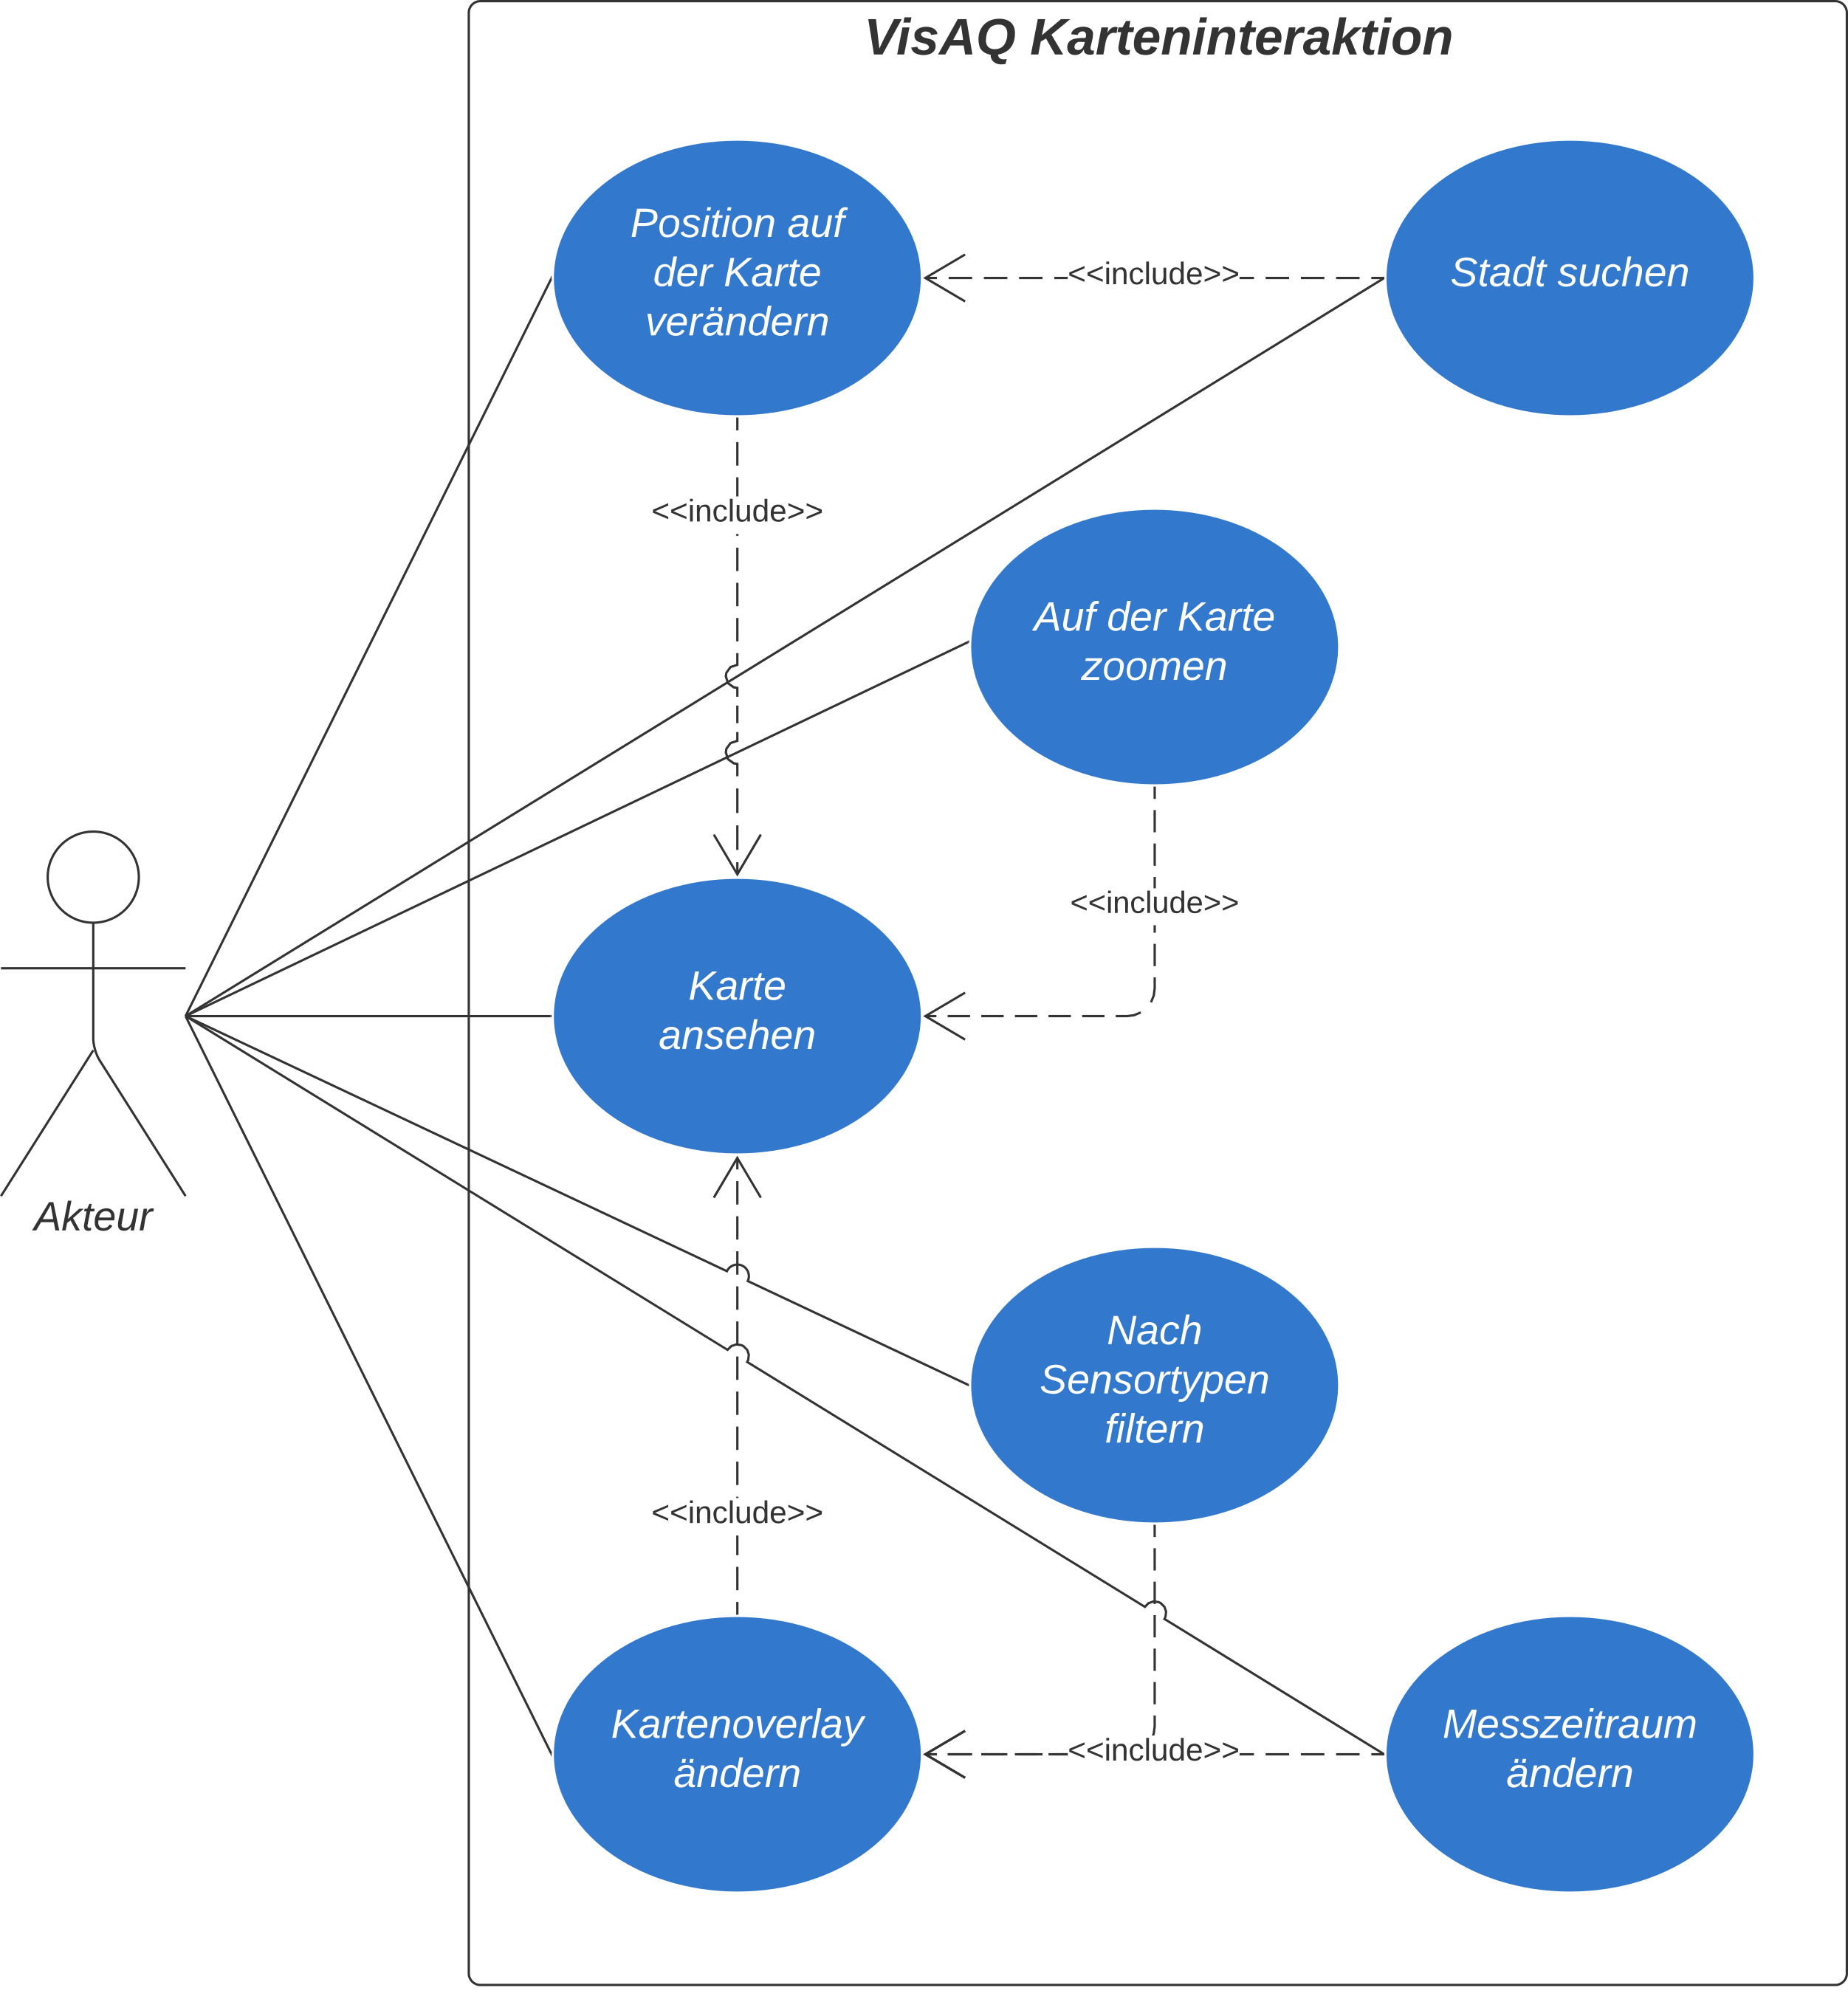 VisAQ Karteninteraktion
Position auf
der Karte
verändern
<<include>>
Stadt suchen
<<include>>
Auf der Karte
zoomen
<<include>>
Karte
ansehen
Akteur
Nach
Sensortypen
filtern
<<include>>
Kartenoverlay
ändern
<<include>>
Messzeitraum
ändern